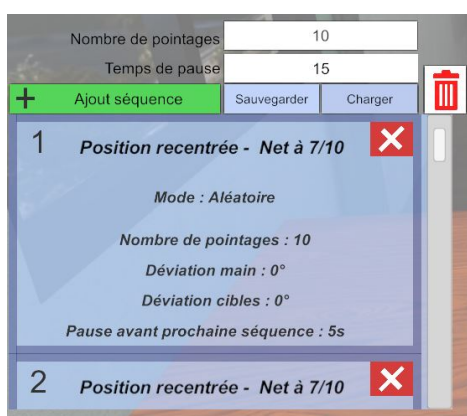 Nombre de pointages 10
Temps de pause 15
+ Ajout séquence Sauvegarder Charger
1 Position recentrée - Net à 7/10
Mode : Aléatoire
Nombre de pointages : 10
Déviation main : 0°
Déviation cibles : 0°
Pause avant prochaine séquence : 5s
2 Position recentrée - Net à 7/10